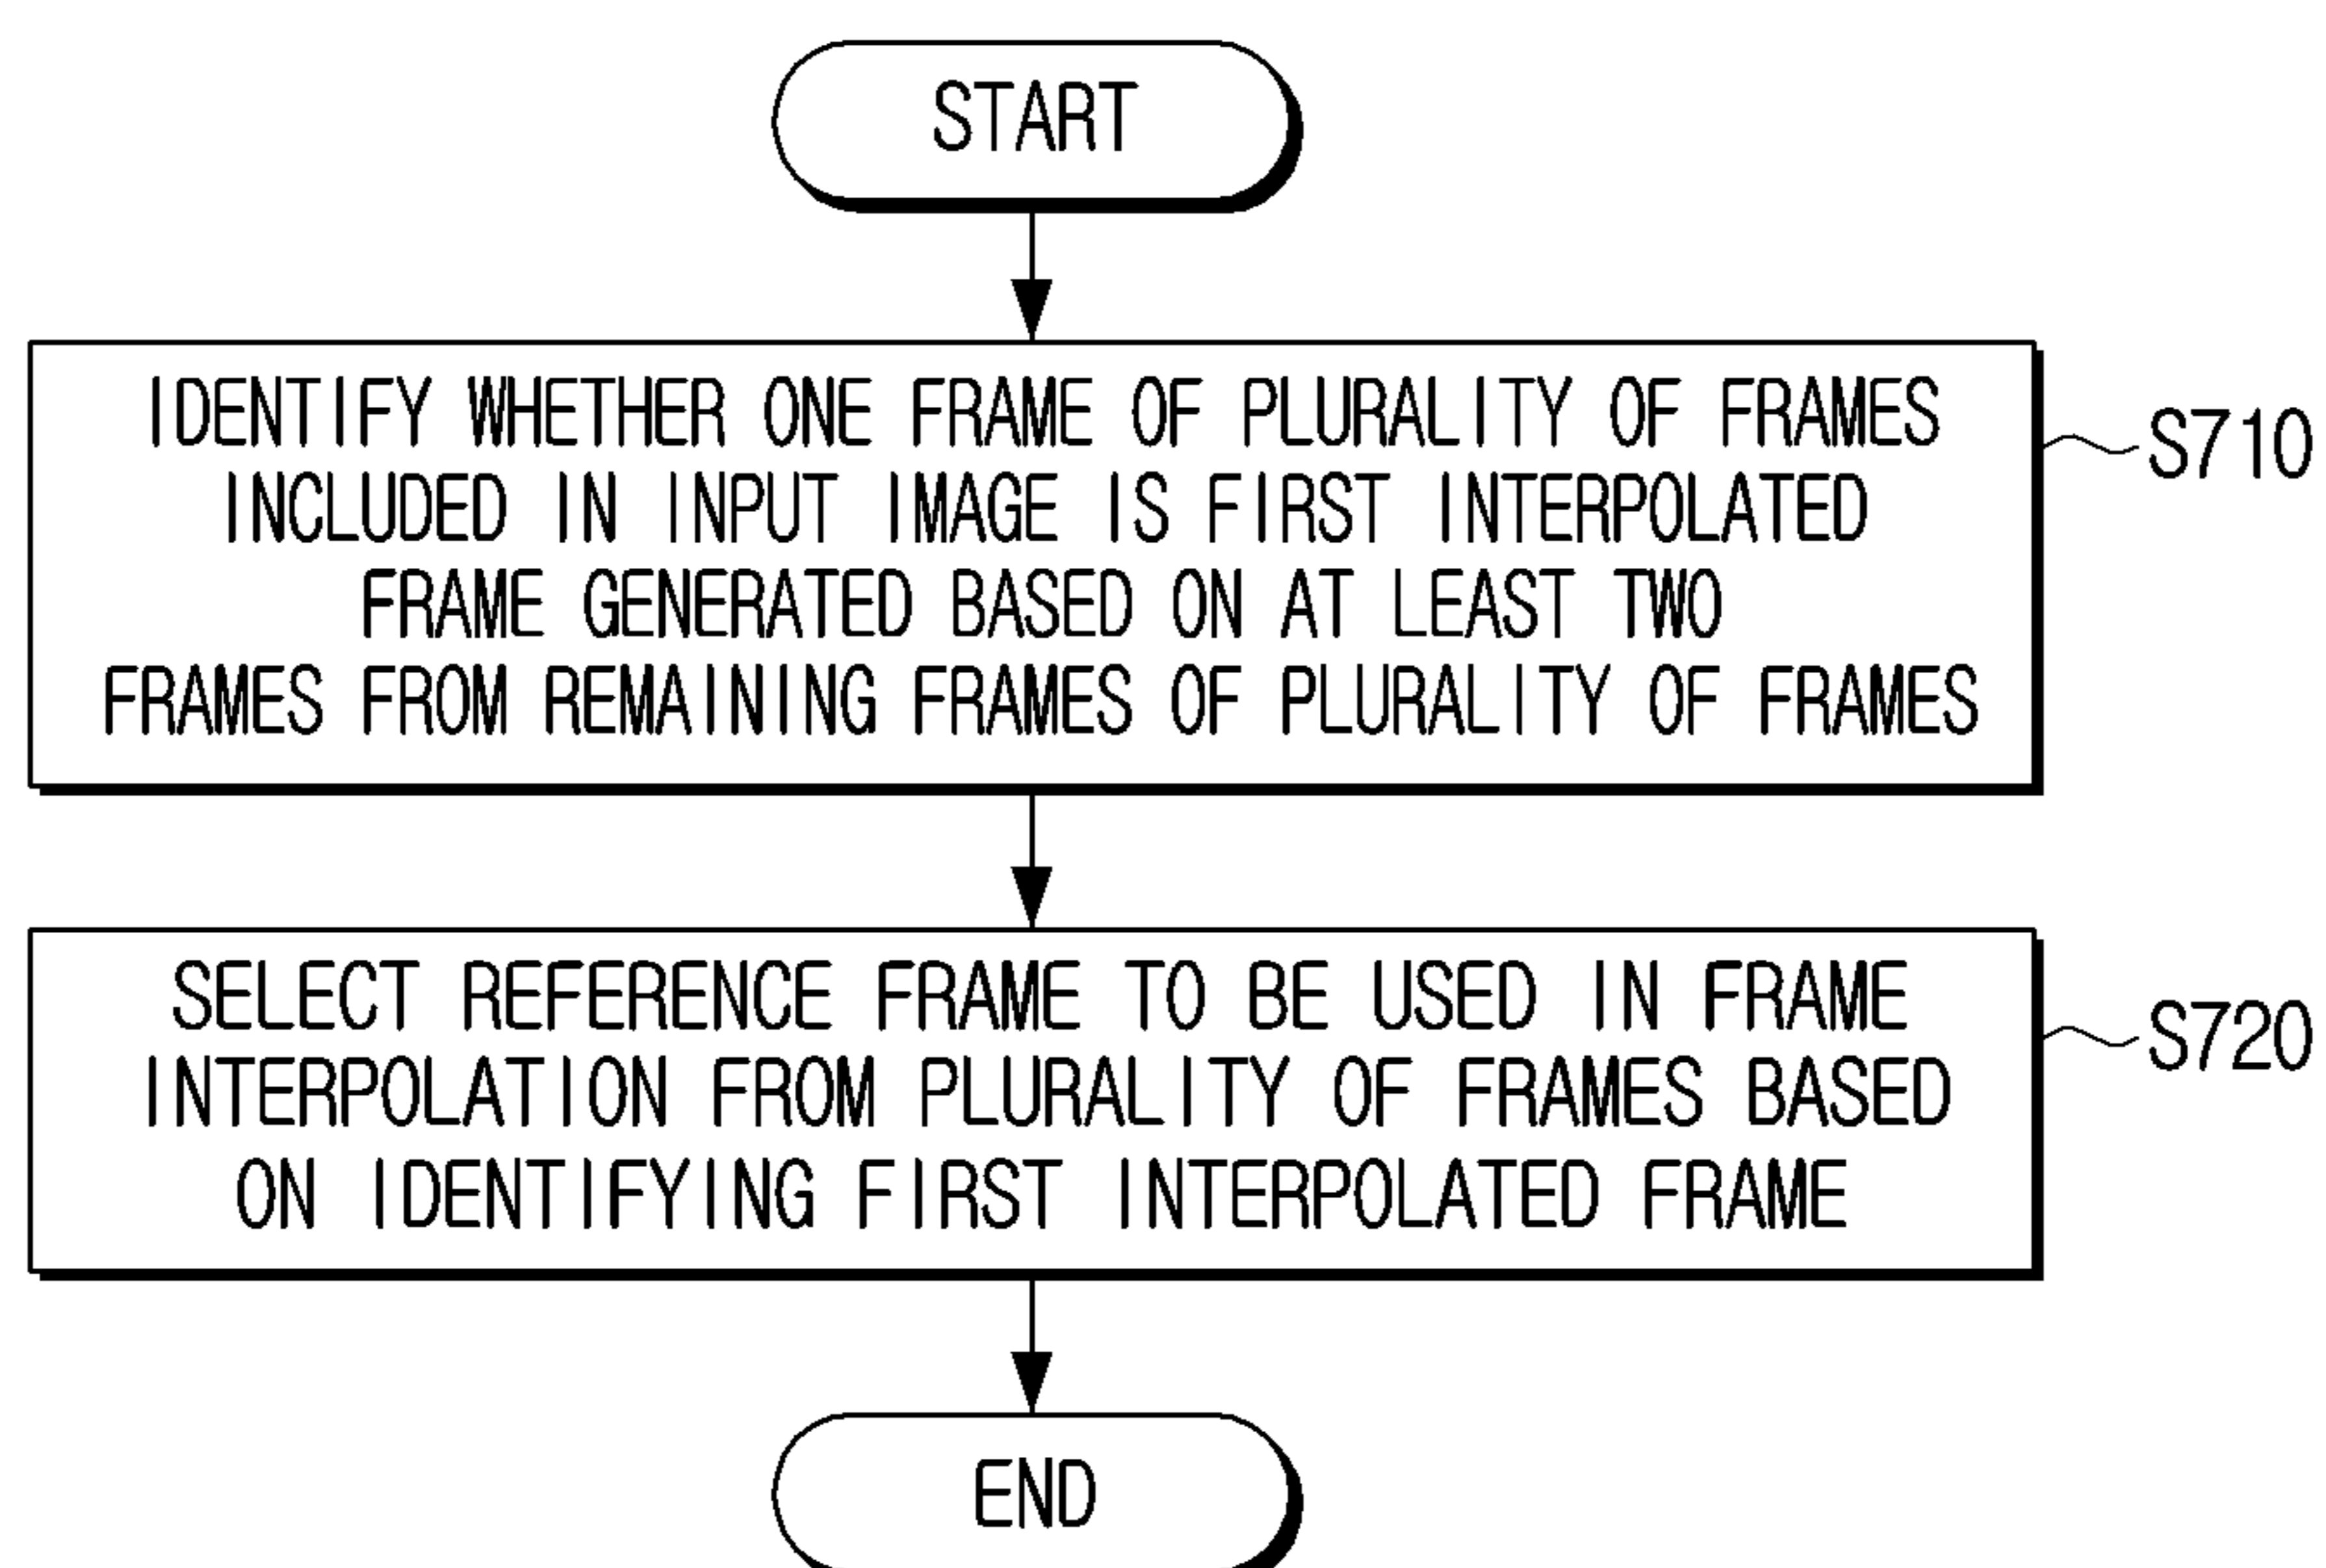 START
IDENTIFY WHETHER ONE FRAME OF PLURALITY OF FRAMES
INCLUDED IN INPUT IMAGE IS FIRST INTERPOLATED
FRAME GENERATED BASED ON AT LEAST TWO
FRAMES FROM REMAINING FRAMES OF PLURALITY OF FRAMES
S710
SELECT REFERENCE FRAME TO BE USED IN FRAME
INTERPOLATION FROM PLURALITY OF FRAMES BASED
ON IDENTIFYING FIRST INTERPOLATED FRAME
S720
END